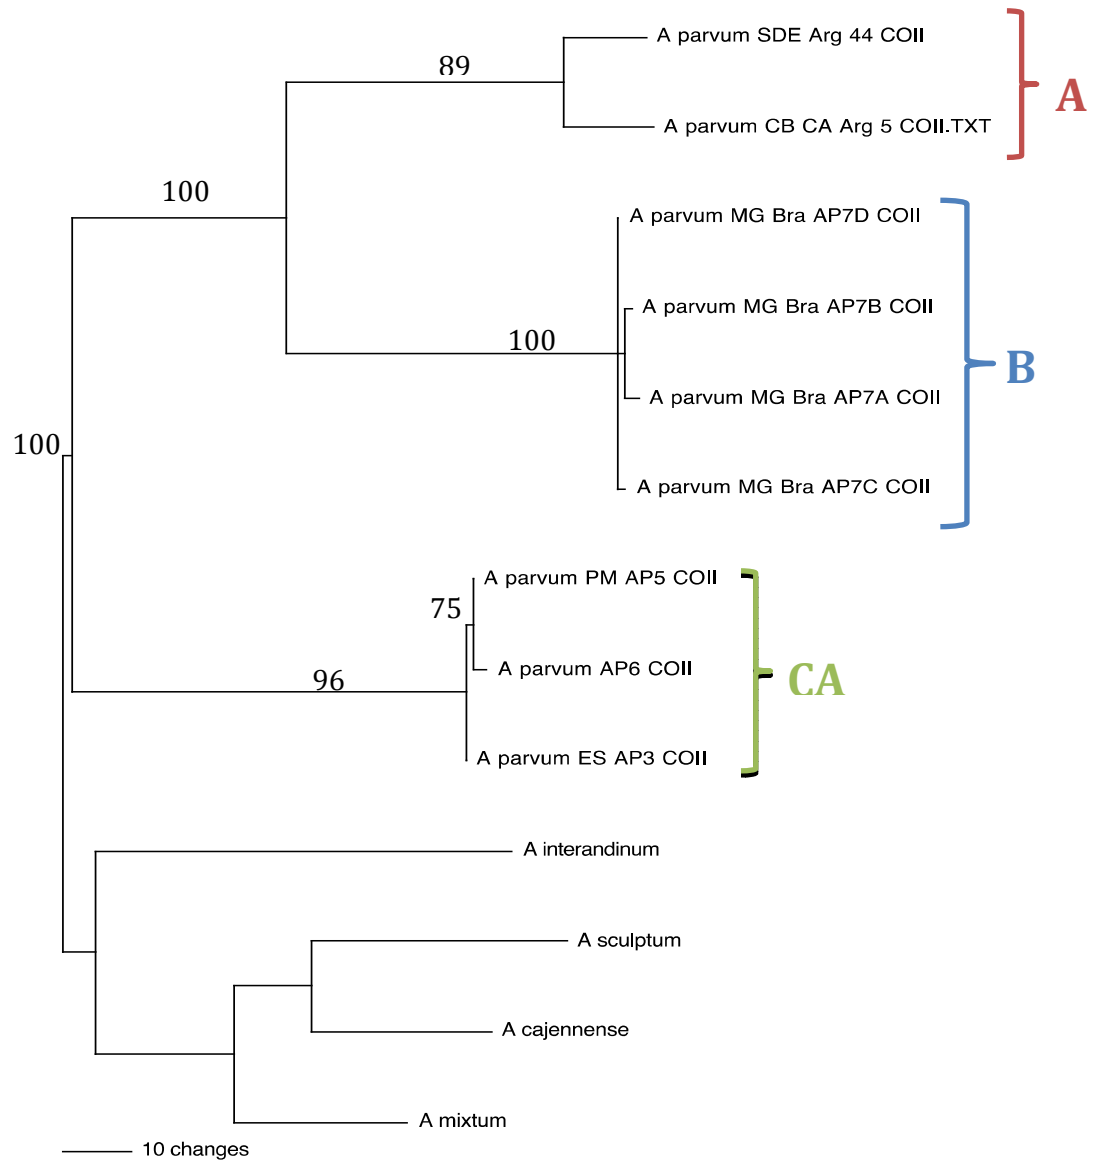 A parvum SDE Arg 44 COII
89
A
A parvum CB CA Arg 5 COII.TXT
100
A parvum MG Bra AP7D COII
A parvum MG Bra AP7B COII
100
B
A parvum MG Bra AP7A COII
100
A parvum MG Bra AP7C COII
A parvum PM AP5 COII
75
A parvum AP6 COII
96
CA
A parvum ES AP3 COII
A interandinum
A sculptum
A cajennense
A mixtum
10 changes